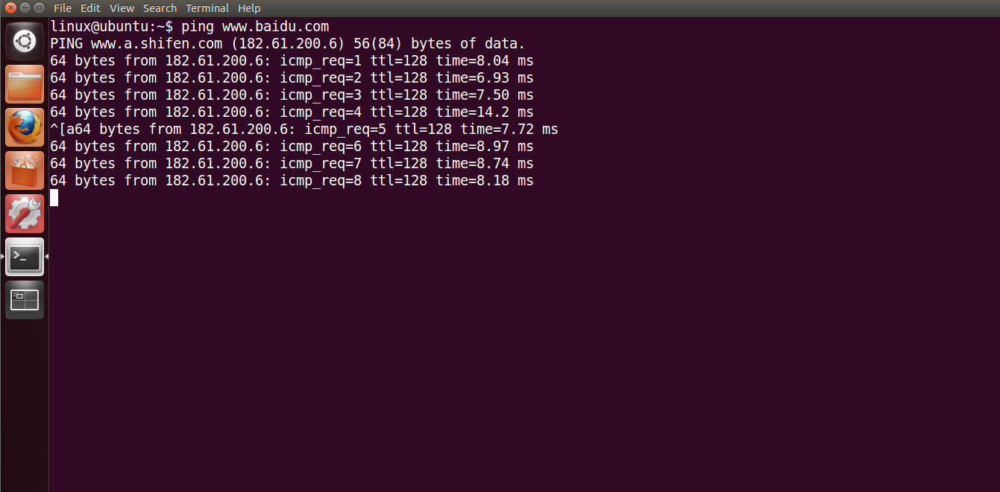 File Edit View Search Terminal Help
linux@ubuntu:~$ ping www.baidu.com
PING www.a.shifen.com (182.61.200.6) 56(84) bytes of data.
64 bytes from 182.61.200.6: icmp_req=1 ttl=128 time=8.04 ms
64 bytes from 182.61.200.6: icmp_req=2 ttl=128 time=6.93 ms
64 bytes from 182.61.200.6: icmp_req=3 ttl=128 time=7.50 ms
64 bytes from 182.61.200.6: icmp_req=4 ttl=128 time=14.2 ms
^[a64 bytes from 182.61.200.6: icmp_req=5 ttl=128 time=7.72 ms
64 bytes from 182.61.200.6: icmp_req=6 ttl=128 time=8.97 ms
64 bytes from 182.61.200.6: icmp_req=7 ttl=128 time=8.74 ms
64 bytes from 182.61.200.6: icmp_req=8 ttl=128 time=8.18 ms